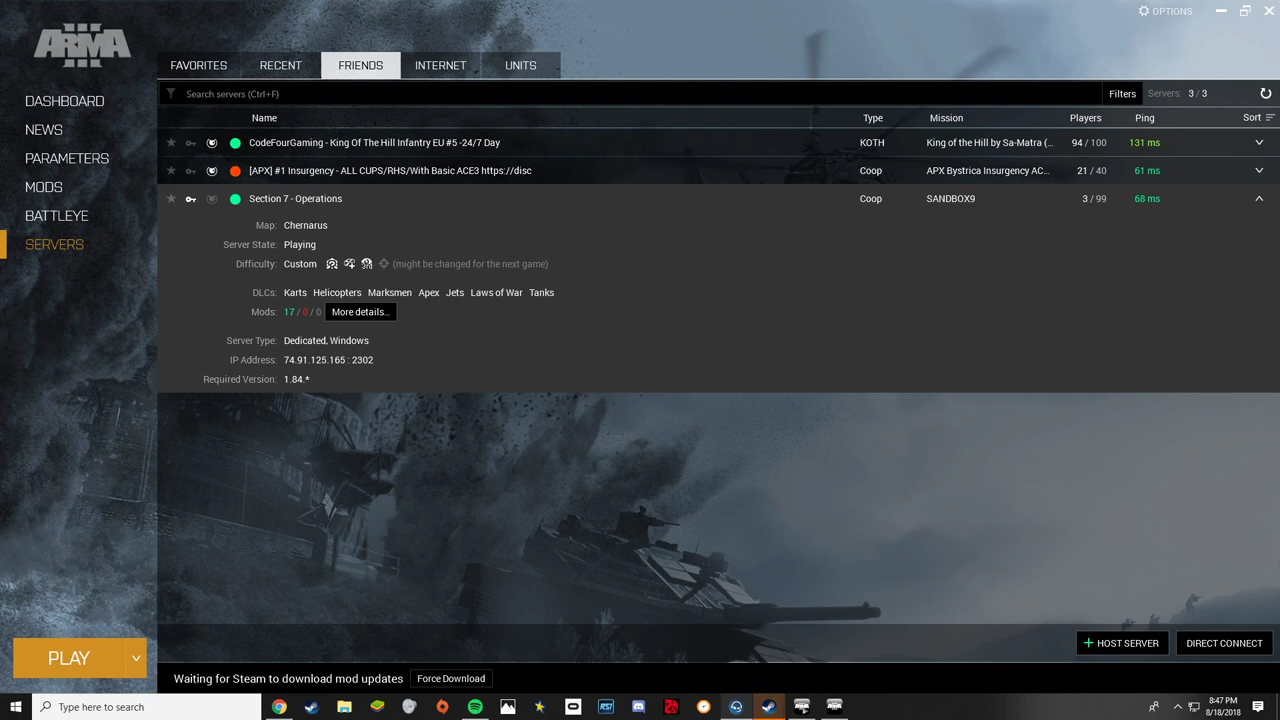 OPTIONS
ARMA III
FAVORITES RECENT FRIENDS INTERNET UNITS
DASHBOARD
NEWS
PARAMETERS
MODS
BATTLEYE
SERVERS
Search servers (Ctrl+F) Filters Servers: 3 / 3
Name Type Mission Players Ping Sort
CodeFourGaming - King Of The Hill Infantry EU #5 -24/7 Day KOTH King of the Hill by Sa-Matra (... 94 / 100 131 ms
[APX] #1 Insurgency - ALL CUPS/RHS/With Basic ACE3 https://disc Coop APX Bystrica Insurgency AC... 21 / 40 61 ms
Section 7 - Operations Coop SANDBOX9 3 / 99 68 ms
Map: Chernarus
Server State: Playing
Difficulty: Custom (might be changed for the next game)
DLCs: Karts Helicopters Marksmen Apex Jets Laws of War Tanks
Mods: 17 / 0 / 0 More details...
Server Type: Dedicated, Windows
IP Address: 74.91.125.165 : 2302
Required Version: 1.84.*
HOST SERVER DIRECT CONNECT
PLAY
Waiting for Steam to download mod updates Force Download
Type here to search
RSI
8:47 PM
8/18/2018